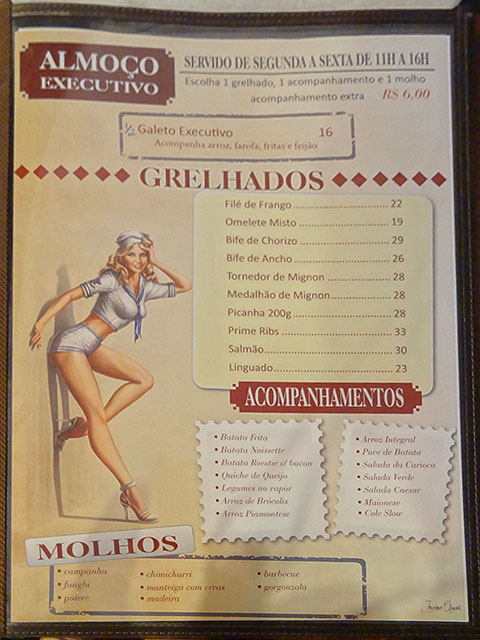 ALMOÇO
EXECUTIVO
SERVIDO DE SEGUNDA A SEXTA DE 11H A 16H
Escolha 1 grelhado, 1 acompanhamento e 1 molho
acompanhamento extra R$ 6,00
½ Galeto Executivo 16
Acompanha arroz, farofa, fritas e feijão
GRELHADOS
Filé de Frango 22
Omelete Misto 19
Bife de Chorizo 29
Bife de Ancho 26
Tornedor de Mignon 28
Medalhão de Mignon 28
Picanha 200g 28
Prime Ribs 33
Salmão 30
Linguado 23
ACOMPANHAMENTOS
• Batata Frita
• Batata Noissette
• Batata Roestie c/ bacon
• Quiche de Queijo
• Legumes no vapor
• Arroz de Brócolis
• Arroz Piamontese
• Arroz Integral
• Pure de Batata
• Salada da Carioca
• Salada Verde
• Salada Caesar
• Maionese
• Cole Slow
MOLHOS
• campanha
• funghi
• poivre
• chimichurri
• manteiga com ervas
• madeira
• barbecue
• gorgonzola